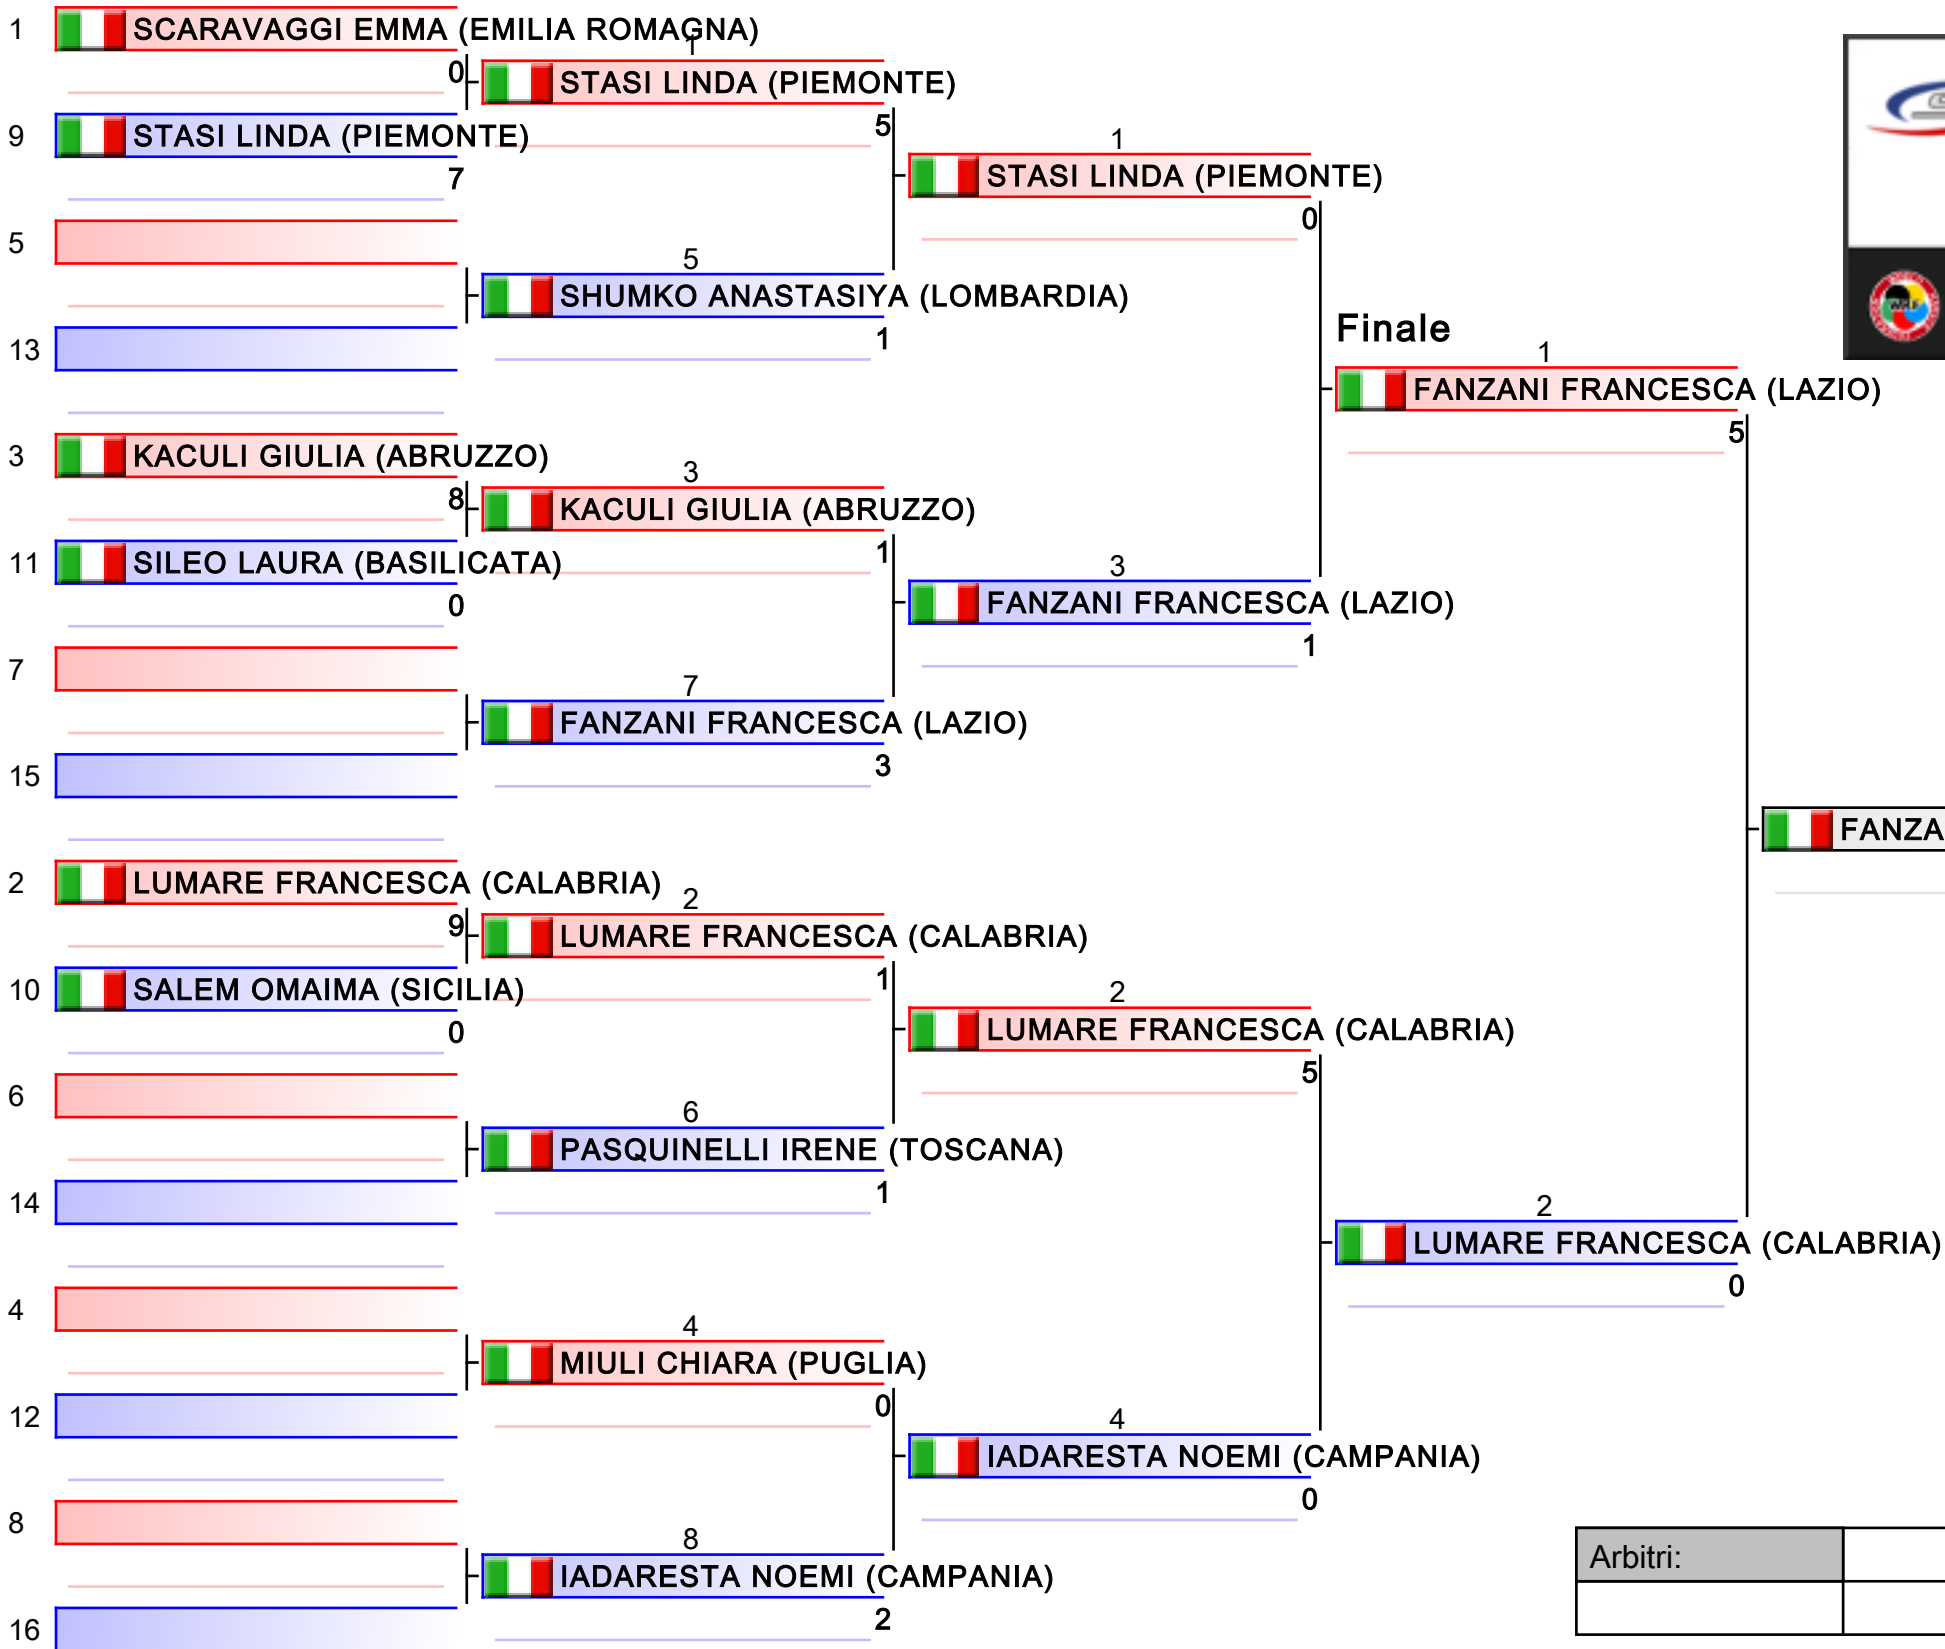 1 SCARAVAGGI EMMA (EMILIA ROMAGNA)
0
9 STASI LINDA (PIEMONTE)
7
5
13
3 KACULI GIULIA (ABRUZZO)
8
11 SILEO LAURA (BASILICATA)
0
7
15
2 LUMARE FRANCESCA (CALABRIA)
9
10 SALEM OMAIMA (SICILIA)
0
6
14
4
12
8
16
1
STASI LINDA (PIEMONTE)
5
5
SHUMKO ANASTASIYA (LOMBARDIA)
1
3
KACULI GIULIA (ABRUZZO)
1
7
FANZANI FRANCESCA (LAZIO)
3
2
LUMARE FRANCESCA (CALABRIA)
1
6
PASQUINELLI IRENE (TOSCANA)
1
4
MIULI CHIARA (PUGLIA)
0
8
IADARESTA NOEMI (CAMPANIA)
2
1
STASI LINDA (PIEMONTE)
0
3
FANZANI FRANCESCA (LAZIO)
1
2
LUMARE FRANCESCA (CALABRIA)
5
4
IADARESTA NOEMI (CAMPANIA)
0
Finale
1
FANZANI FRANCESCA (LAZIO)
5
2
LUMARE FRANCESCA (CALABRIA)
0
FANZA
Arbitri: